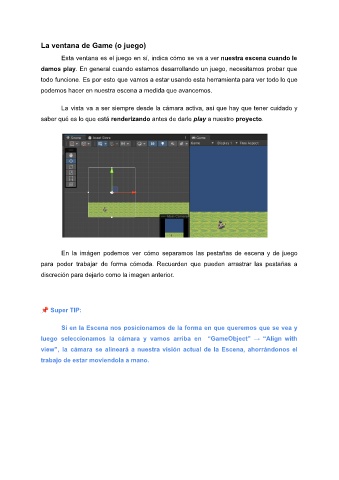 La ventana de Game (o juego)
Esta ventana es el juego en si, indica cómo se va a ver nuestra escena cuando le
damos play. En general cuando estamos desarrollando un juego, necesitamos probar que
todo funcione. Es por esto que vamos a estar usando esta herramienta para ver todo lo que
podemos hacer en nuestra escena a medida que avancemos.
La vista va a ser siempre desde la cámara activa, así que hay que tener cuidado y
saber qué es lo que está renderizando antes de darle play a nuestro proyecto.
Scene Asset Store Game
Game Display 1 Free Aspect
En la imágen podemos ver cómo separamos las pestañas de escena y de juego
para poder trabajar de forma cómoda. Recuerden que pueden arrastrar las pestañas a
discreción para dejarlo como la imagen anterior.
📌 Super TIP:
Si en la Escena nos posicionamos de la forma en que queremos que se vea y
luego seleccionamos la cámara y vamos arriba en "GameObject" → "Align with
view", la cámara se alineará a nuestra visión actual de la Escena, ahorrándonos el
trabajo de estar moviendola a mano.